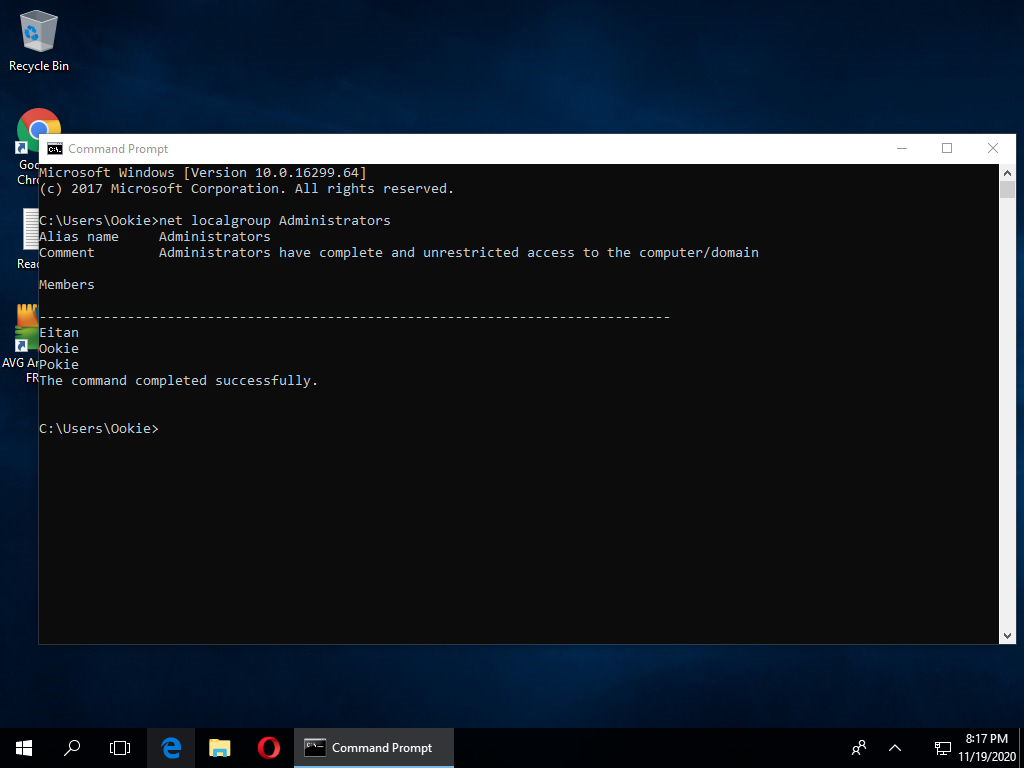 Recycle Bin
Goo
Chro
Read
AVG An
FR
Command Prompt
Microsoft Windows [Version 10.0.16299.64]
(c) 2017 Microsoft Corporation. All rights reserved.
C:\Users\Ookie>net localgroup Administrators
Alias name     Administrators
Comment        Administrators have complete and unrestricted access to the computer/domain
Members
-------------------------------------------------------------------------------
Eitan
Ookie
Pokie
The command completed successfully.
C:\Users\Ookie>
Command Prompt
8:17 PM
11/19/2020